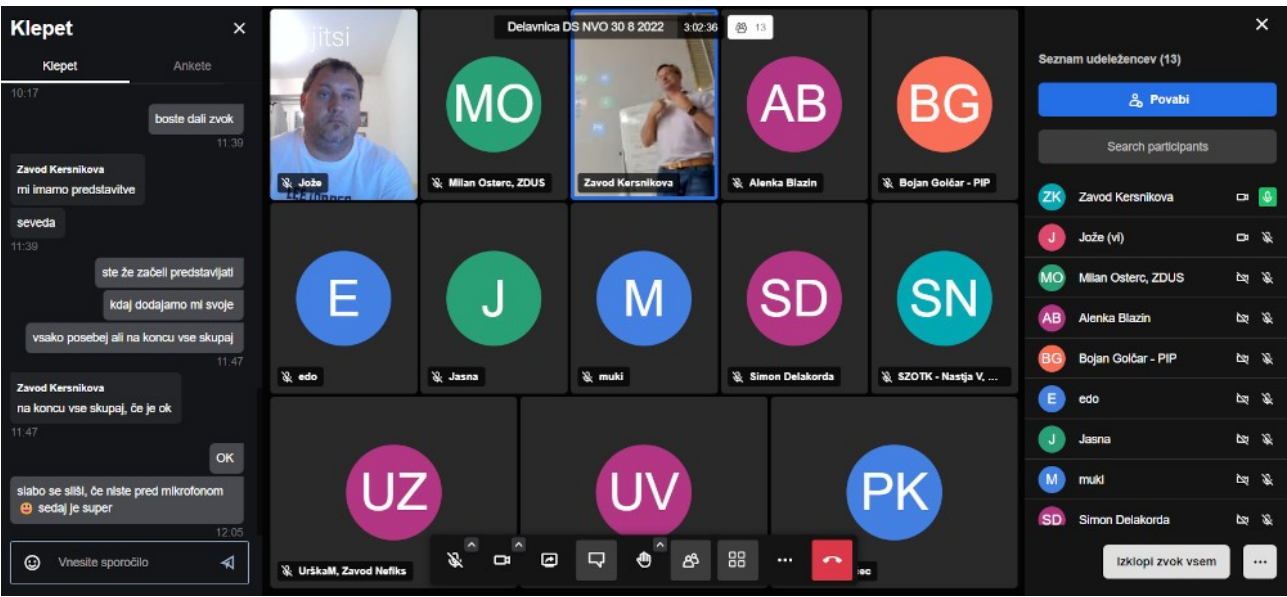 Klepet
Klepet Ankete
10:17
boste dali zvok
11:39
Zavod Kersnikova
mi imamo predstavitve
seveda
11:39
ste že začeli predstavljati
kdaj dodajamo mi svoje
vsako posebej ali na koncu vse skupaj
11:47
Zavod Kersnikova
na koncu vse skupaj, če je ok
11:47
OK
slabo se sliši, če niste pred mikrofonom
😃 sedaj je super
12:05
Vnesite sporočilo
jitsi
Delavnica DS NVO 30 8 2022 3:02:36 13
MO
AB
BG
Jože
Milan Osterc, ZDUS
Zavod Kersnikova
Alenka Blazin
Bojan Golčar - PIP
E
J
M
SD
SN
edo
Jasna
muki
Simon Delakorda
SZOTK - Nastja V, ...
UZ
UV
PK
UrškaM, Zavod Nefiks
ec
Seznam udeležencev (13)
Povabi
Search participants
ZK Zavod Kersnikova
J Jože (vi)
MO Milan Osterc, ZDUS
AB Alenka Blazin
BG Bojan Golčar - PIP
E edo
J Jasna
M muki
SD Simon Delakorda
Izklopi zvok vsem